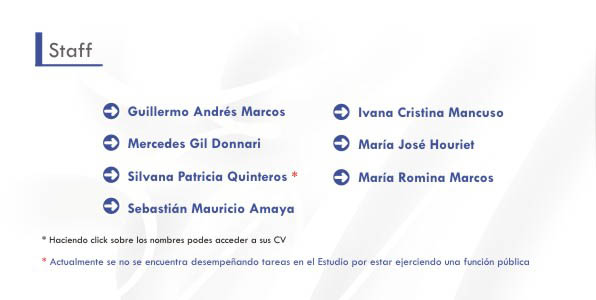 Staff
Guillermo Andrés Marcos
Mercedes Gil Donnari
Silvana Patricia Quinteros *
Sebastián Mauricio Amaya
Ivana Cristina Mancuso
María José Houriet
María Romina Marcos
* Haciendo click sobre los nombres podes acceder a sus CV
* Actualmente se no se encuentra desempeñando tareas en el Estudio por estar ejerciendo una función pública